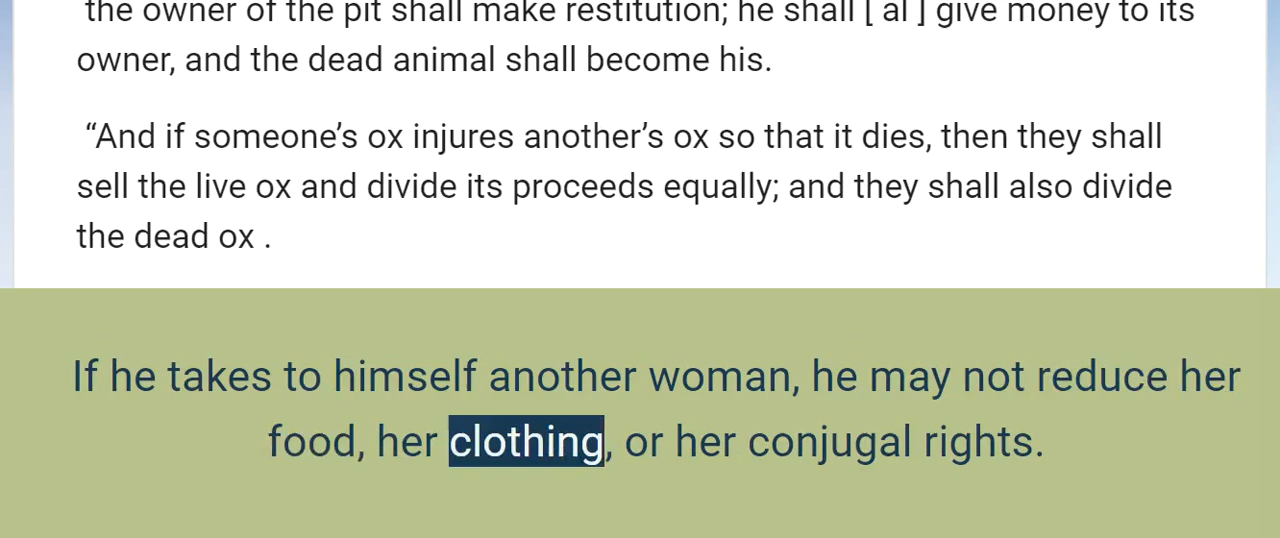 the owner of the pit shall make restitution; he shall [ al ] give money to its
owner, and the dead animal shall become his.
“And if someone’s ox injures another’s ox so that it dies, then they shall
sell the live ox and divide its proceeds equally; and they shall also divide
the dead ox .
If he takes to himself another woman, he may not reduce her
food, her clothing, or her conjugal rights.